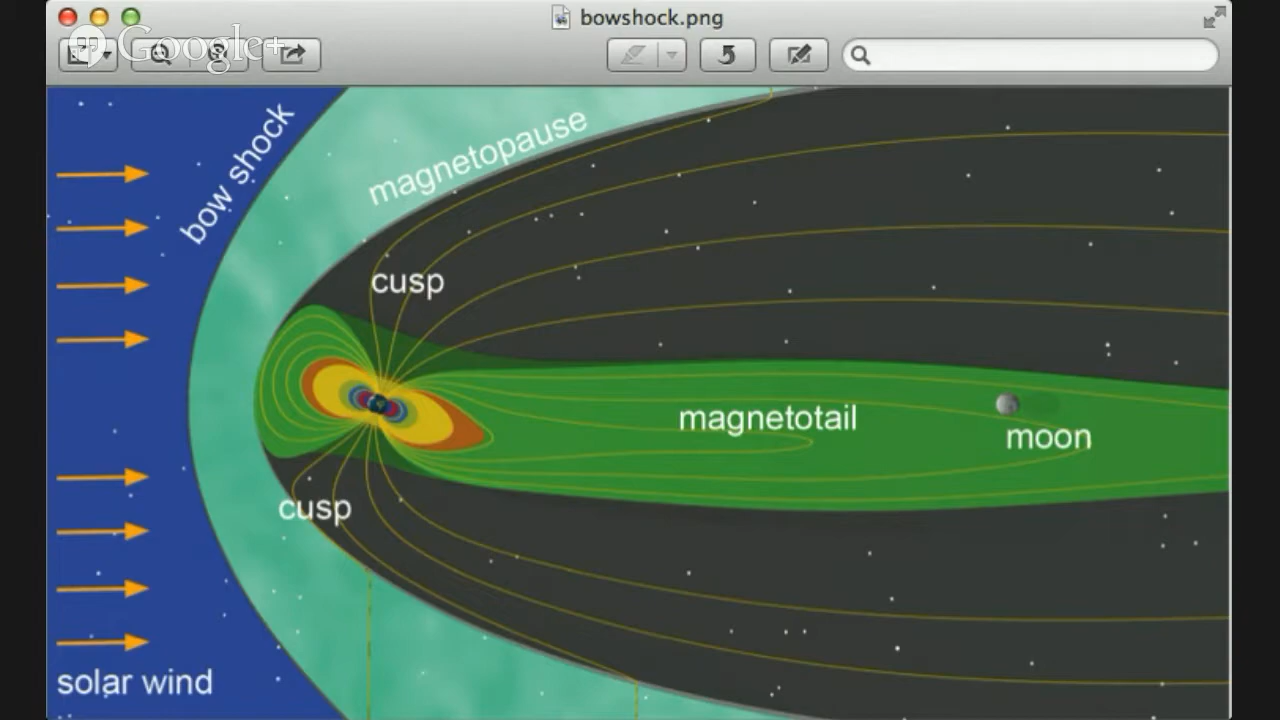 bowshock.png
Google+
bow shock
magnetopause
cusp
magnetotail
moon
cusp
solar wind